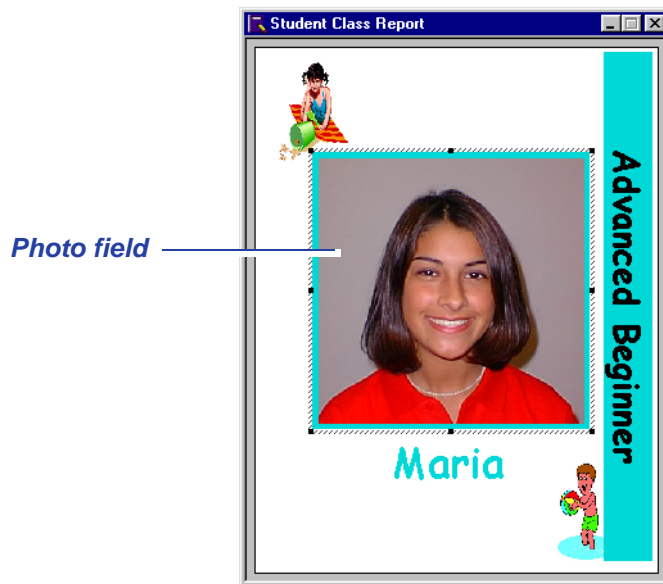 Student Class Report
Advanced Beginner
Photo field
Maria